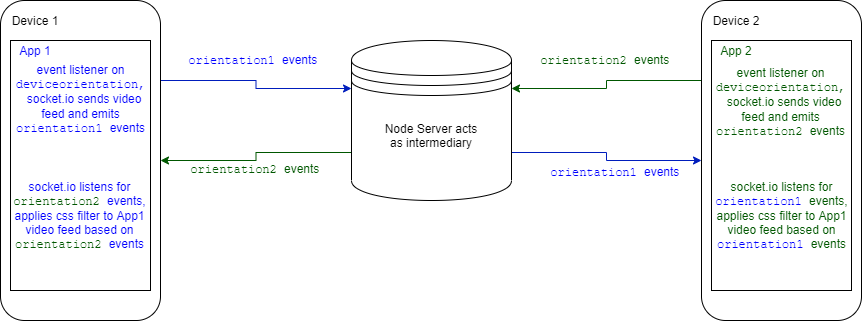 Device 1
App 1
event listener on
deviceorientation,
socket.io sends video
feed and emits
orientation1 events
socket.io listens for
orientation2 events,
applies css filter to App1
video feed based on
orientation2 events
orientation1 events
orientation2 events
Node Server acts
as intermediary
orientation2 events
orientation1 events
Device 2
App 2
event listener on
deviceorientation,
socket.io sends video
feed and emits
orientation2 events
socket.io listens for
orientation1 events,
applies css filter to App1
video feed based on
orientation1 events